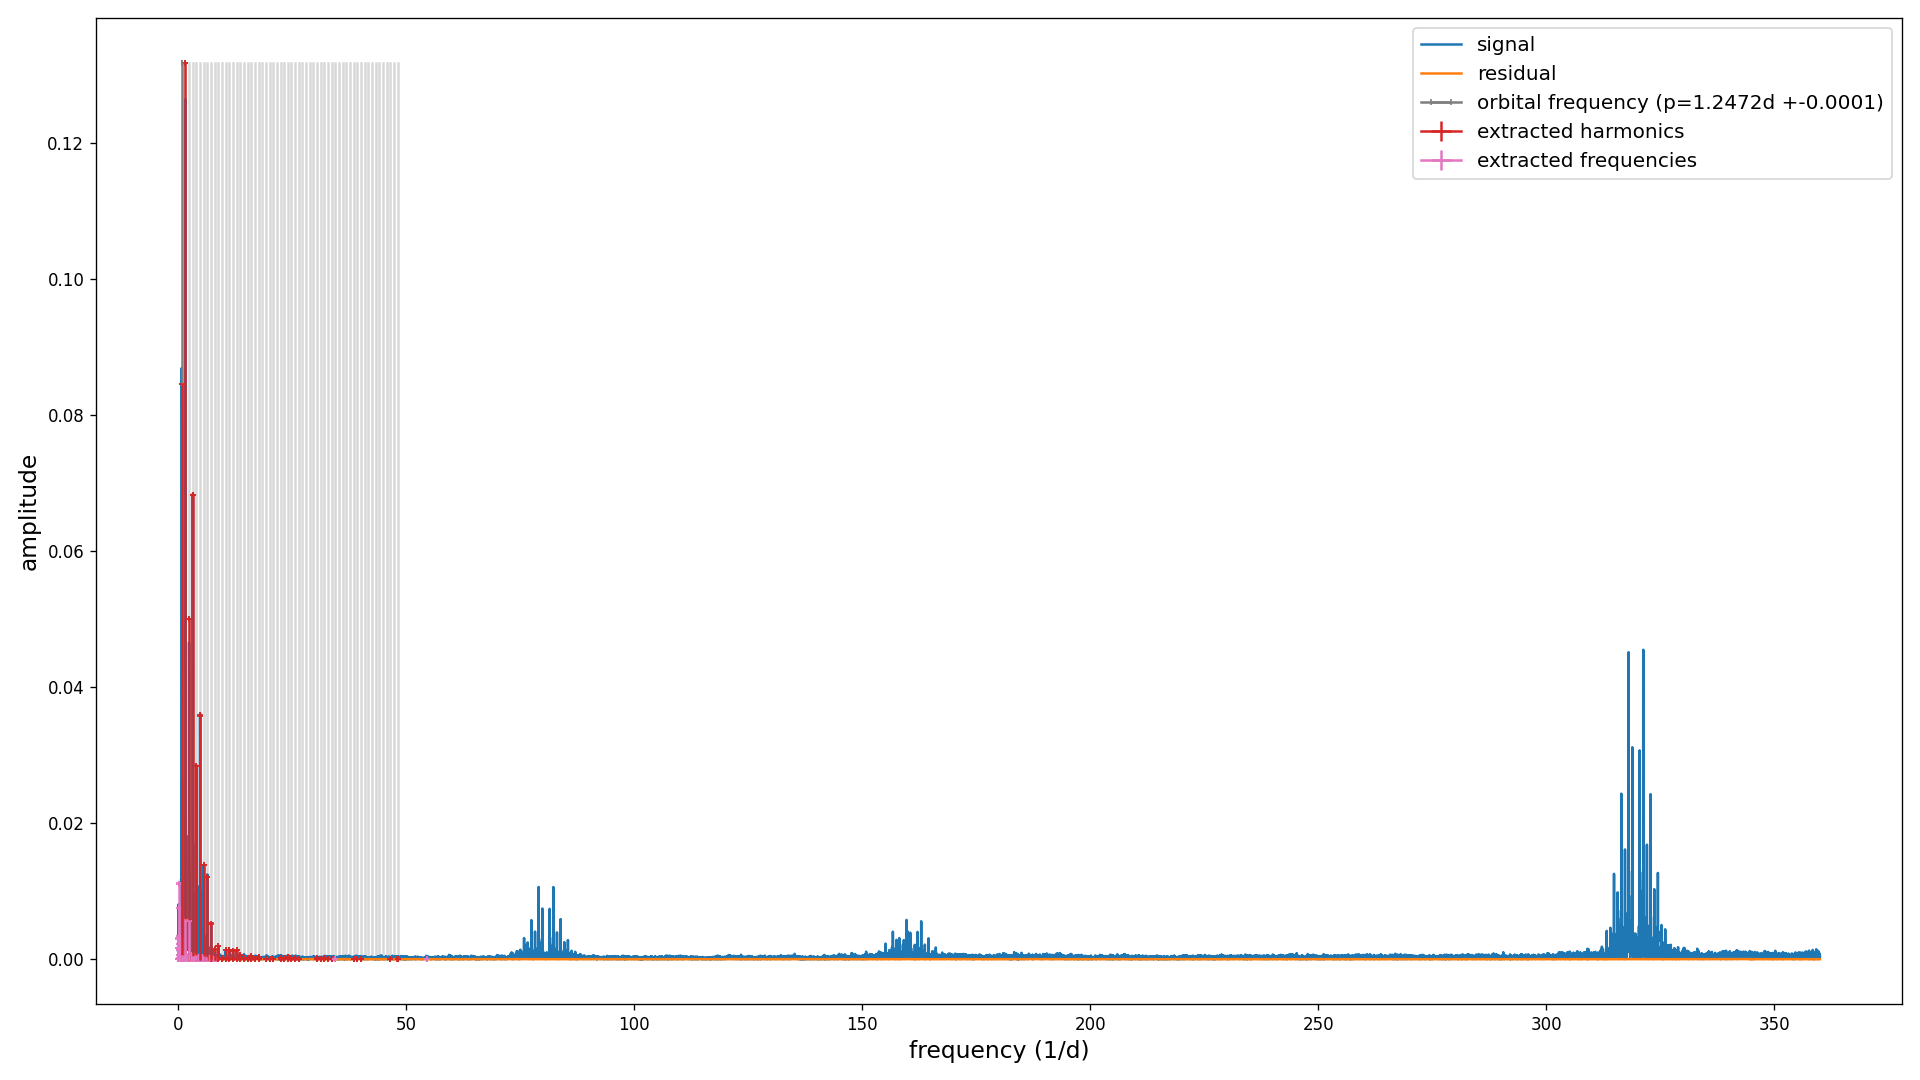 signal
residual
orbital frequency (p=1.2472d +-0.0001)
extracted harmonics
extracted frequencies
0.12
0.10
0.08
0.06
0.04
0.02
0.00
amplitude
0 50 100 150 200 250 300 350
frequency (1/d)